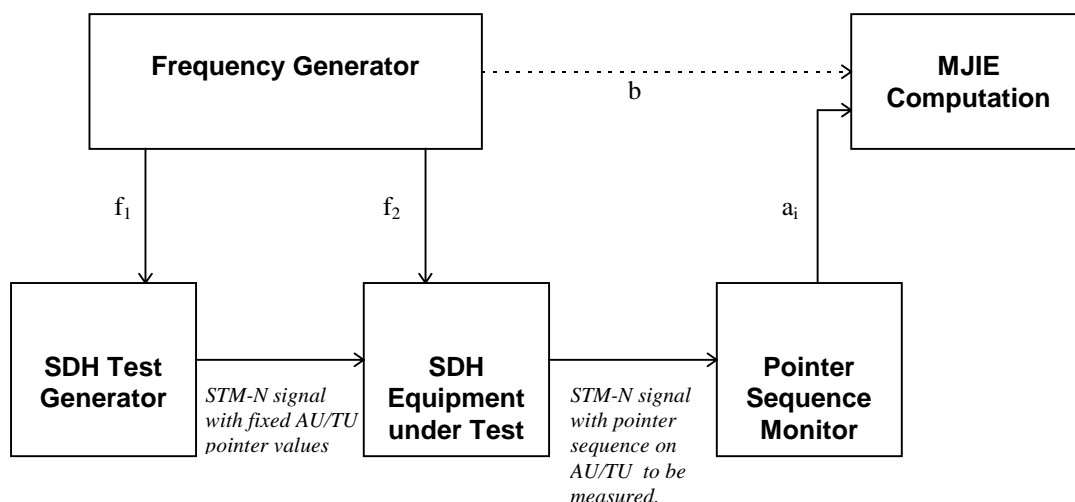 Frequency Generator
MJIE
Computation
b
f1
f2
ai
SDH Test
Generator
STM-N signal
with fixed AU/TU
pointer values
SDH
Equipment
under Test
STM-N signal
with pointer
sequence on
AU/TU to be
measured.
Pointer
Sequence
Monitor